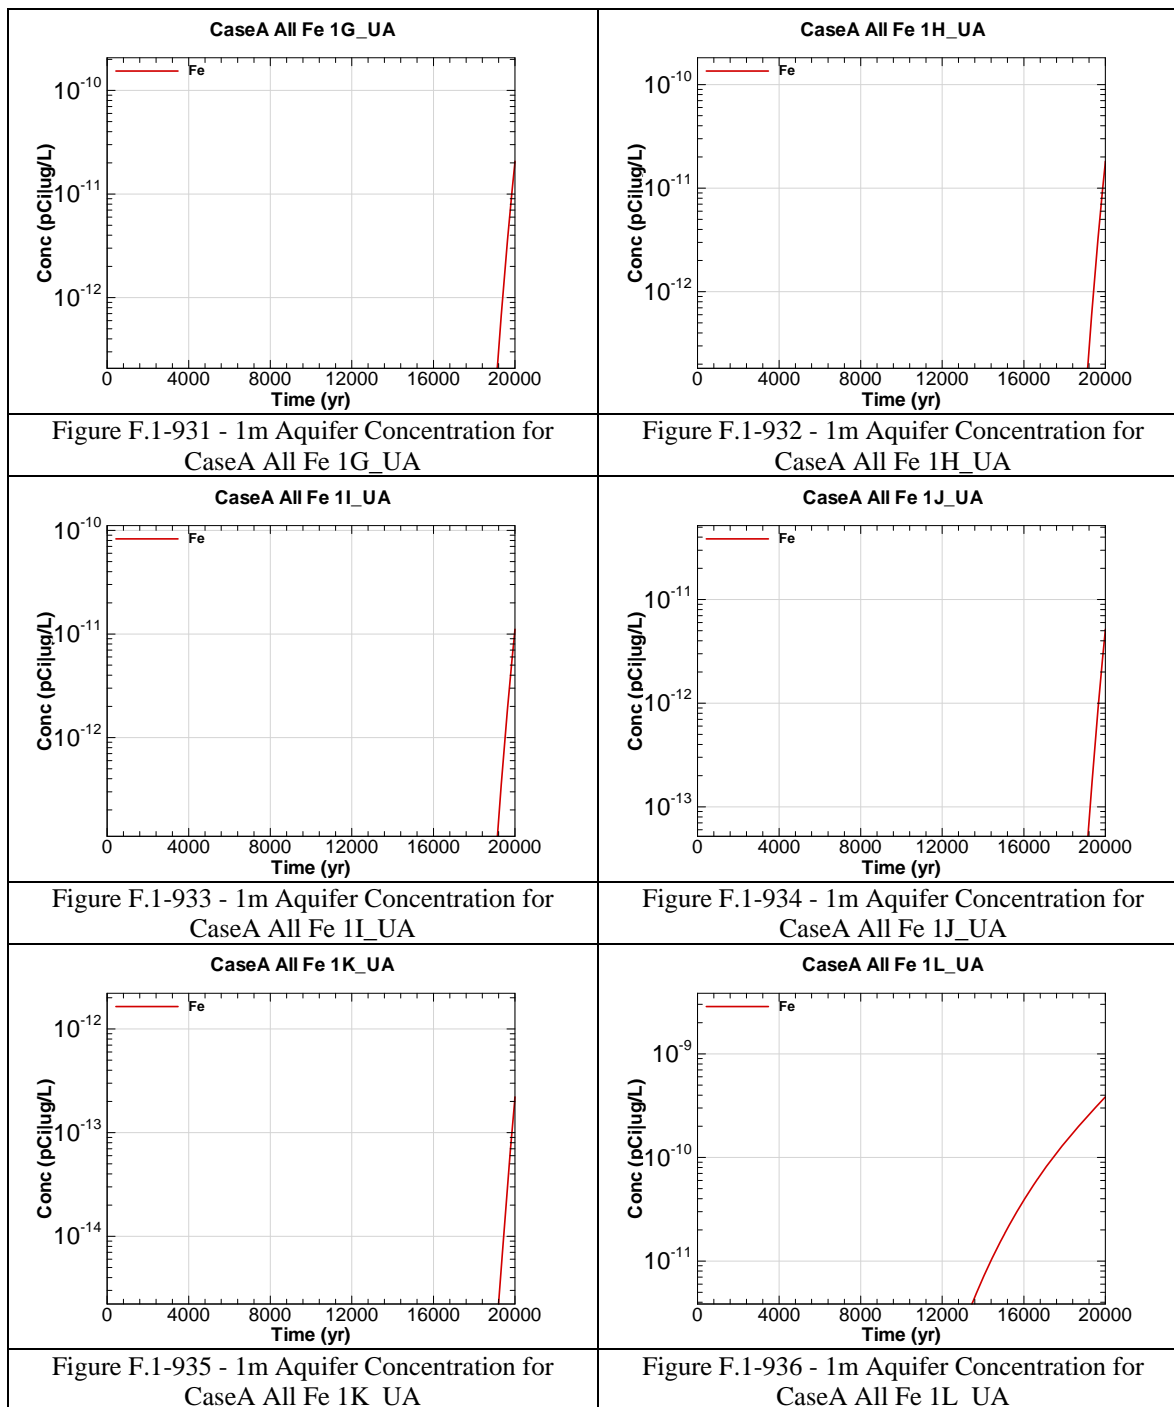 CaseA All Fe 1G_UA
Fe
10-10
10-11
10-12
Conc (pCi|ug/L)
0 4000 8000 12000 16000 20000
Time (yr)
Figure F.1-931 - 1m Aquifer Concentration for
CaseA All Fe 1G_UA
CaseA All Fe 1H_UA
Fe
10-10
10-11
10-12
Conc (pCi|ug/L)
0 4000 8000 12000 16000 20000
Time (yr)
Figure F.1-932 - 1m Aquifer Concentration for
CaseA All Fe 1H_UA
CaseA All Fe 1I_UA
Fe
10-10
10-11
10-12
Conc (pCi|ug/L)
0 4000 8000 12000 16000 20000
Time (yr)
Figure F.1-933 - 1m Aquifer Concentration for
CaseA All Fe 1I_UA
CaseA All Fe 1J_UA
Fe
10-11
10-12
10-13
Conc (pCi|ug/L)
0 4000 8000 12000 16000 20000
Time (yr)
Figure F.1-934 - 1m Aquifer Concentration for
CaseA All Fe 1J_UA
CaseA All Fe 1K_UA
Fe
10-12
10-13
10-14
Conc (pCi|ug/L)
0 4000 8000 12000 16000 20000
Time (yr)
Figure F.1-935 - 1m Aquifer Concentration for
CaseA All Fe 1K_UA
CaseA All Fe 1L_UA
Fe
10-9
10-10
10-11
Conc (pCi|ug/L)
0 4000 8000 12000 16000 20000
Time (yr)
Figure F.1-936 - 1m Aquifer Concentration for
CaseA All Fe 1L_UA